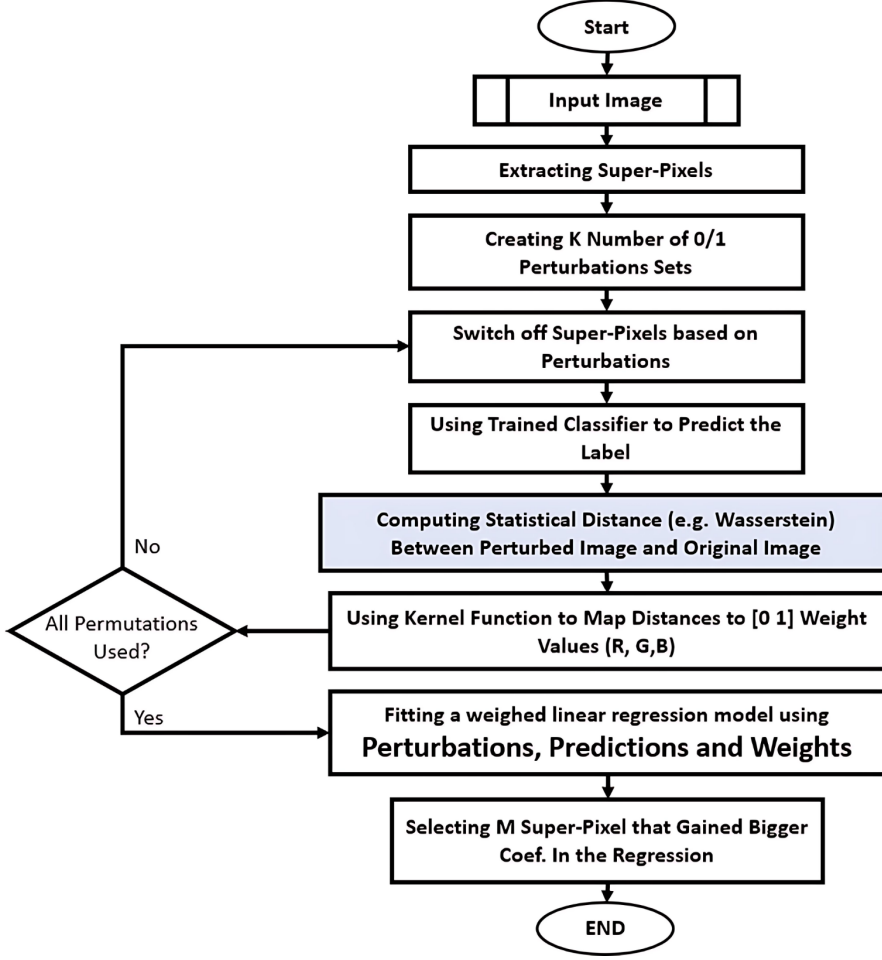 Start
Input Image
Extracting Super-Pixels
Creating K Number of 0/1
Perturbations Sets
Switch off Super-Pixels based on
Perturbations
Using Trained Classifier to Predict the
Label
Computing Statistical Distance (e.g. Wasserstein)
Between Perturbed Image and Original Image
No
Using Kernel Function to Map Distances to [0 1] Weight
Values (R, G,B)
All Permutations
Used?
Yes
Fitting a weighed linear regression model using
Perturbations, Predictions and Weights
Selecting M Super-Pixel that Gained Bigger
Coef. In the Regression
END